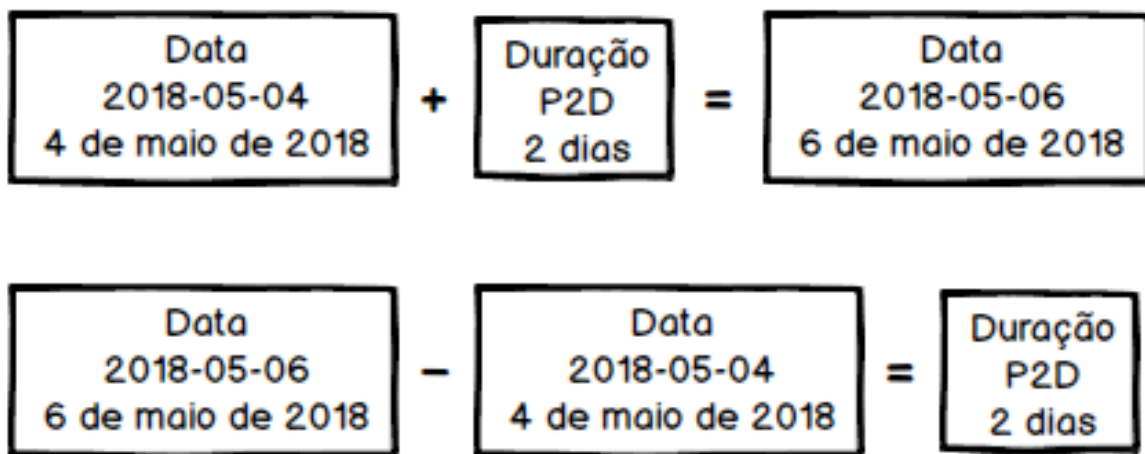 Data
2018-05-04
4 de maio de 2018
+
Duração
P2D
2 dias
=
Data
2018-05-06
6 de maio de 2018
Data
2018-05-06
6 de maio de 2018
-
Data
2018-05-04
4 de maio de 2018
=
Duração
P2D
2 dias